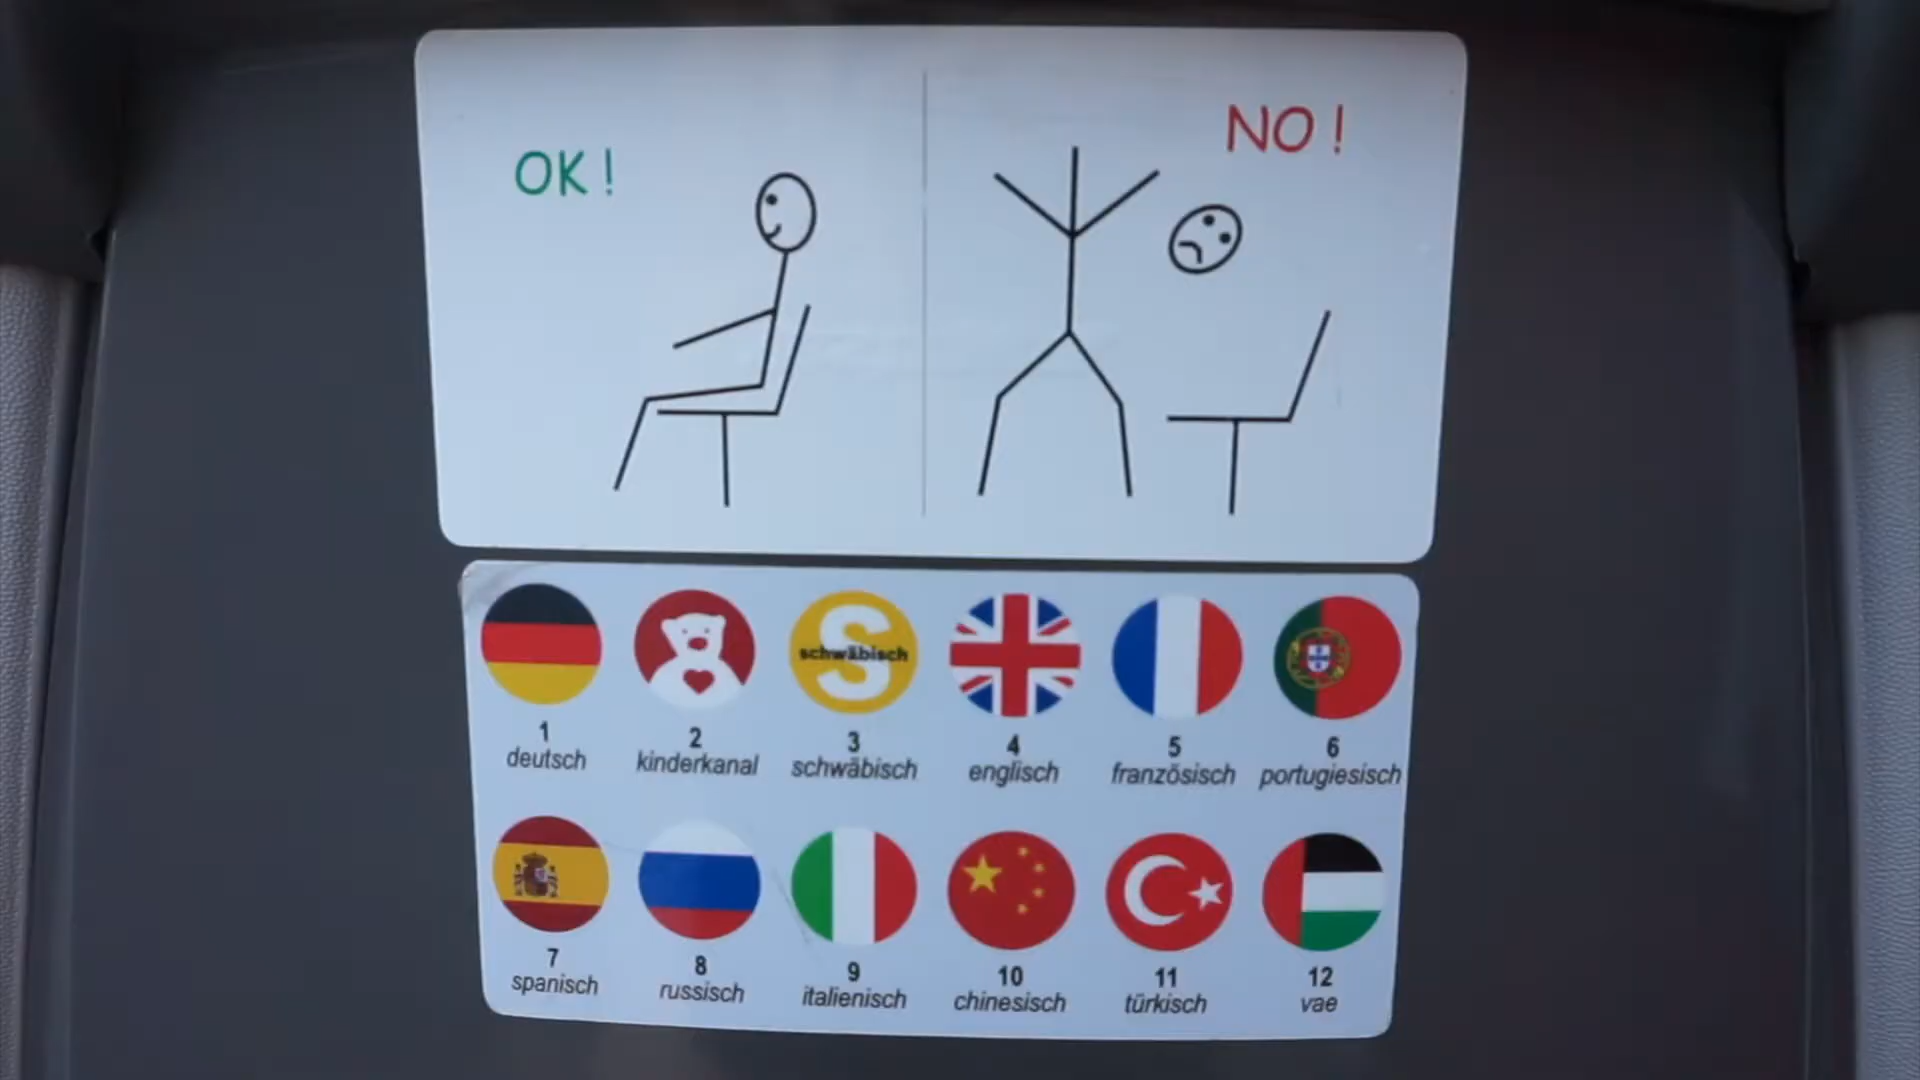 OK!
NO!
schwäbisch
1 2 3 4 5 6
deutsch kinderkanal schwäbisch englisch französisch portugiesisch
7 8 9 10 11 12
spanisch russisch italienisch chinesisch türkisch vae